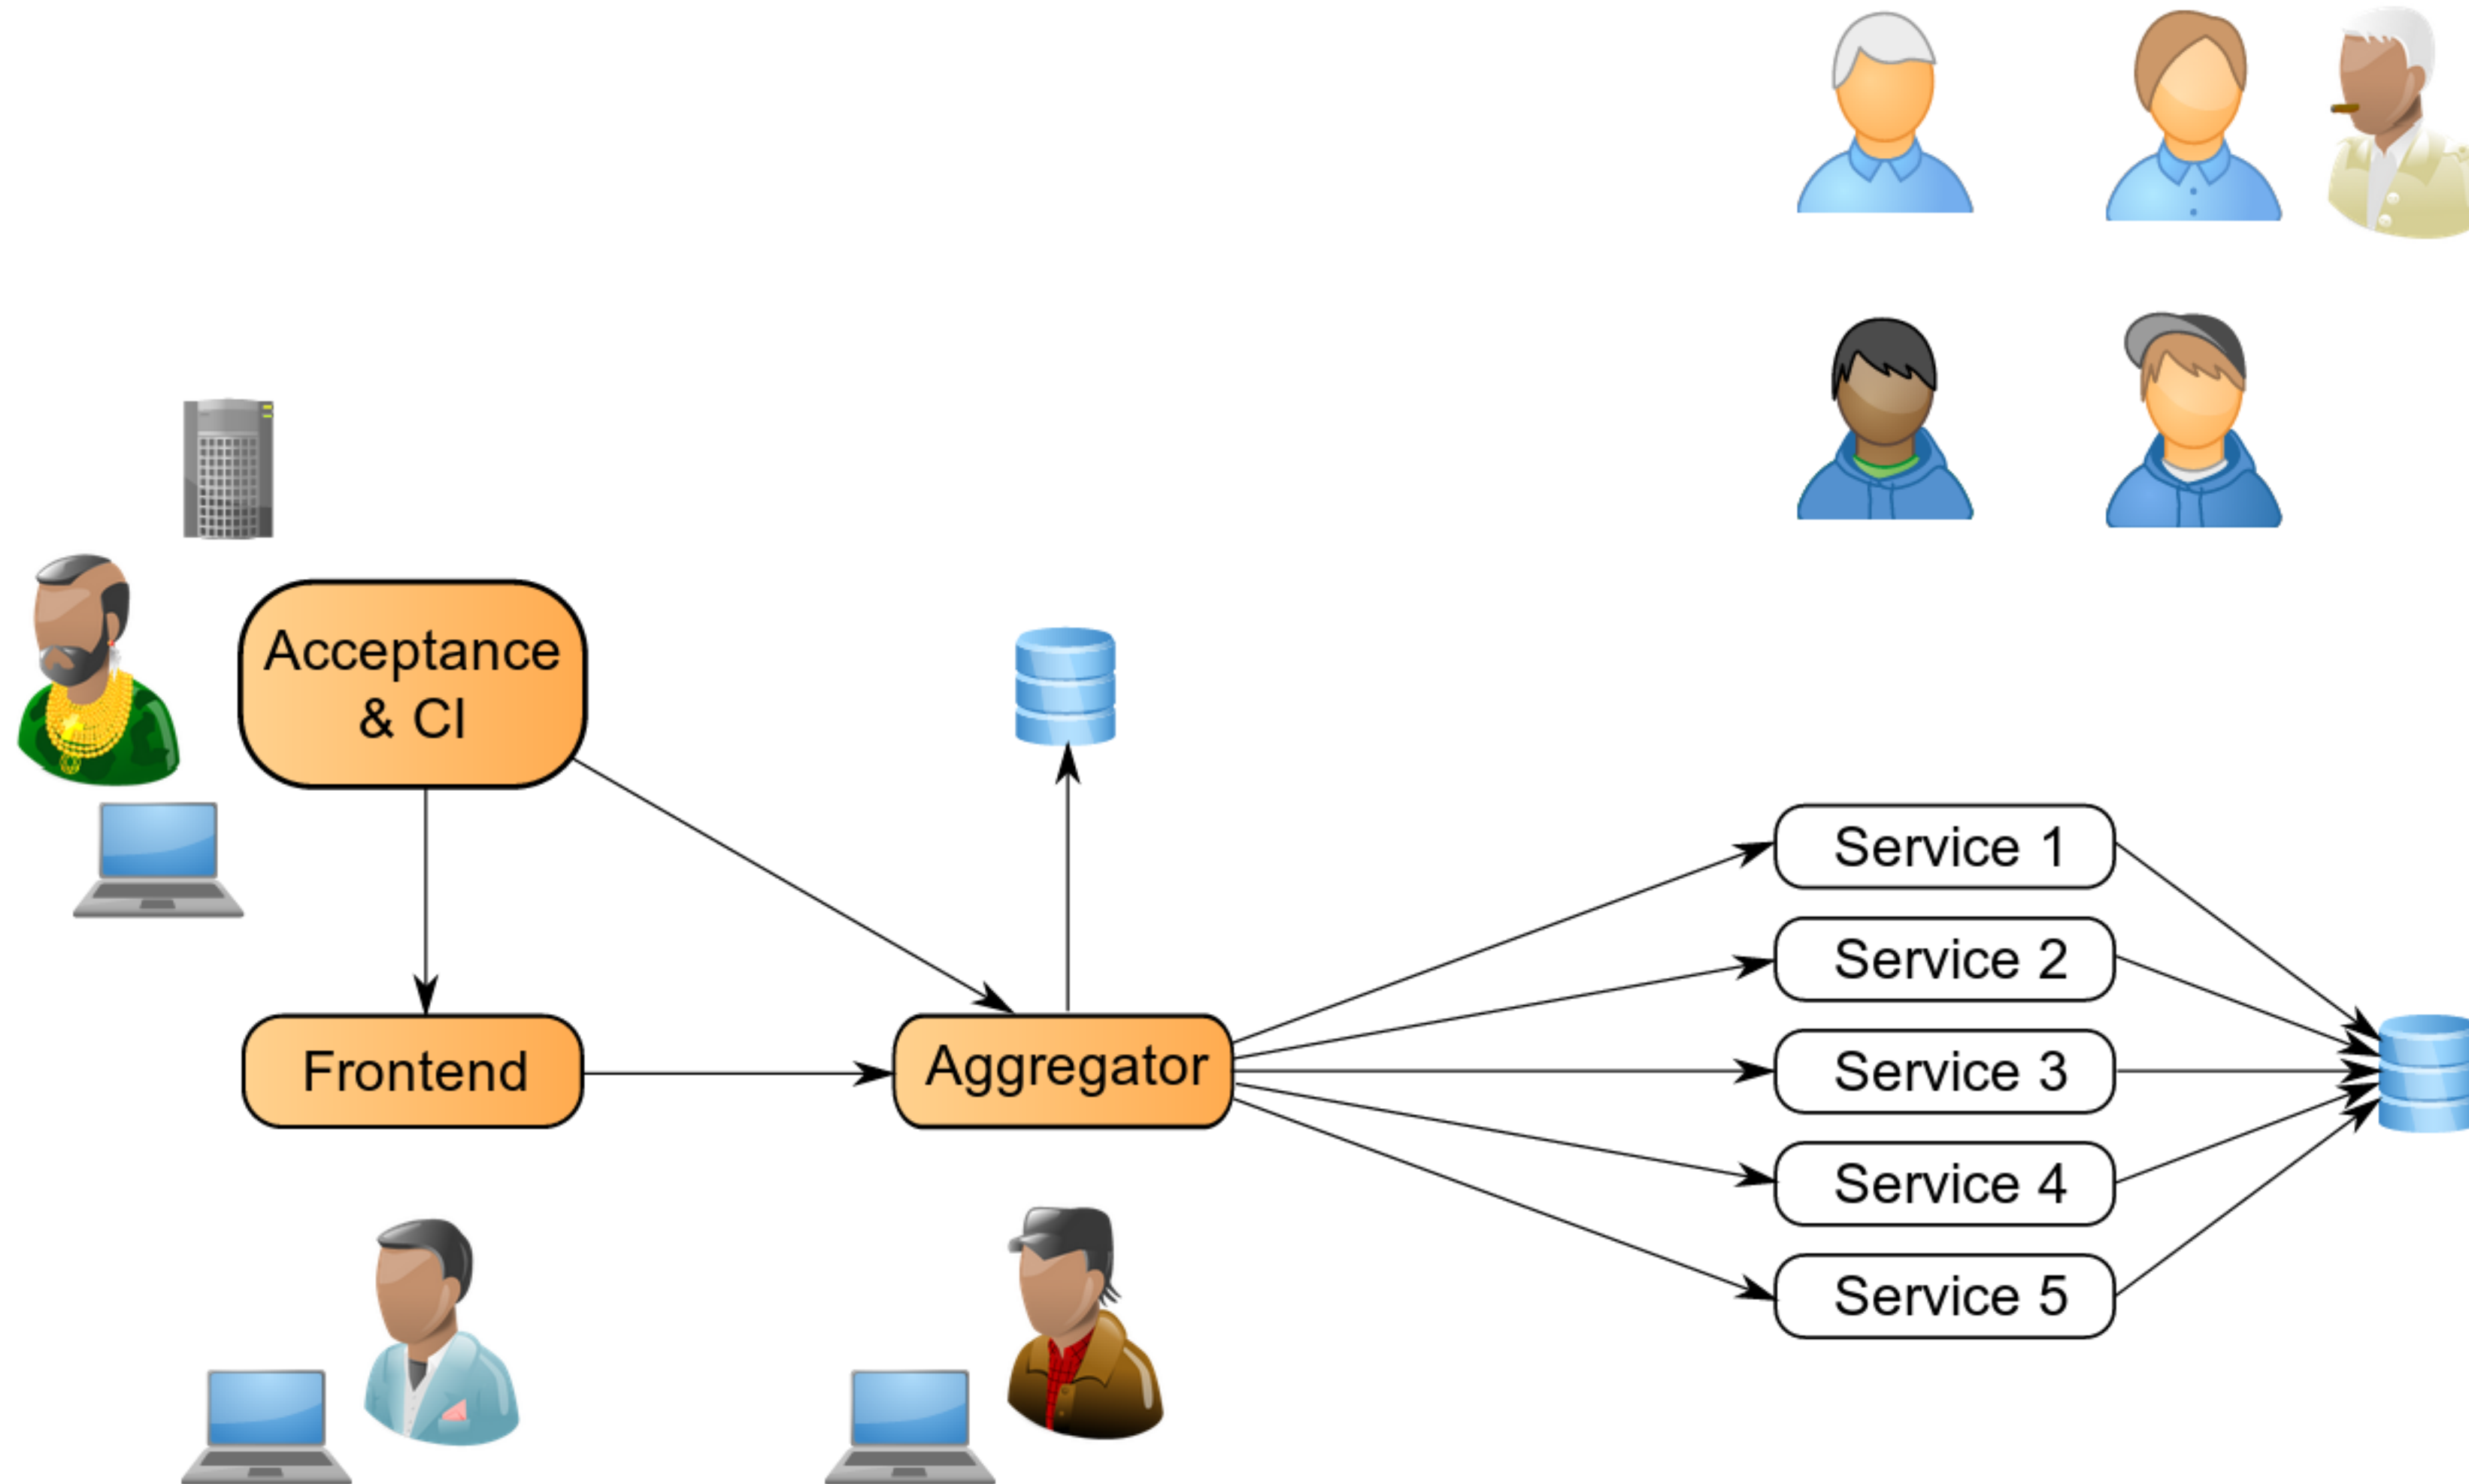 Acceptance
& CI
Frontend
Aggregator
Service 1
Service 2
Service 3
Service 4
Service 5